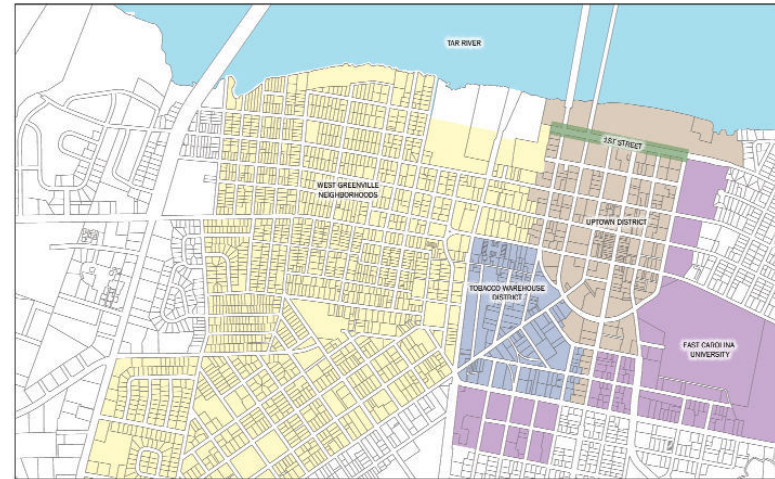 TAR RIVER
1ST STREET
WEST GREENVILLE
NEIGHBORHOODS
UPTOWN DISTRICT
TOBACCO WAREHOUSE
DISTRICT
EAST CAROLINA
UNIVERSITY